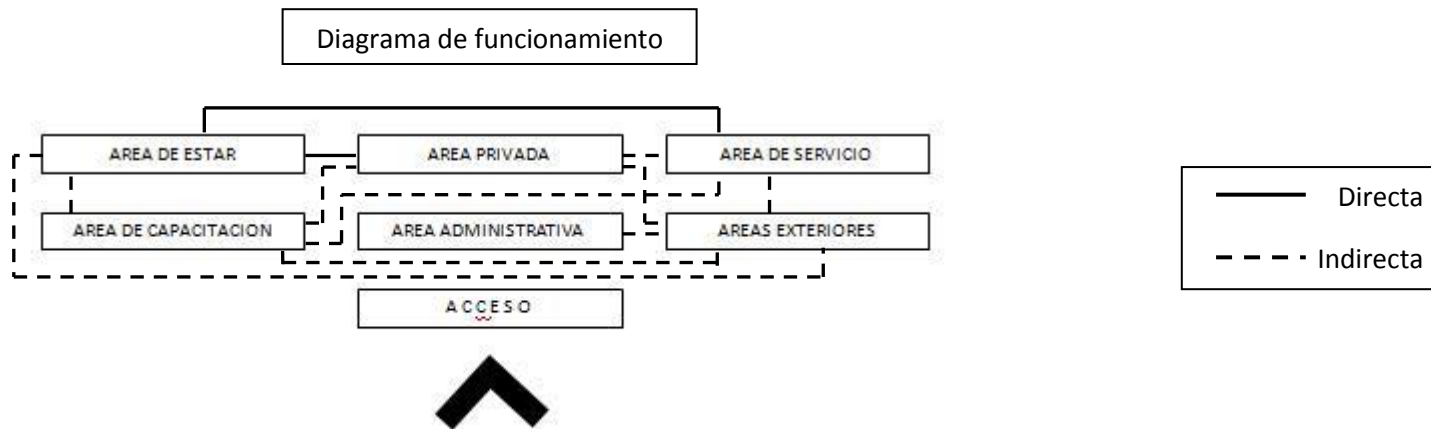 Diagrama de funcionamiento
AREA DE ESTAR
AREA PRIVADA
AREA DE SERVICIO
AREA DE CAPACITACION
AREA ADMINISTRATIVA
AREAS EXTERIORES
A C C E S O
Directa
Indirecta